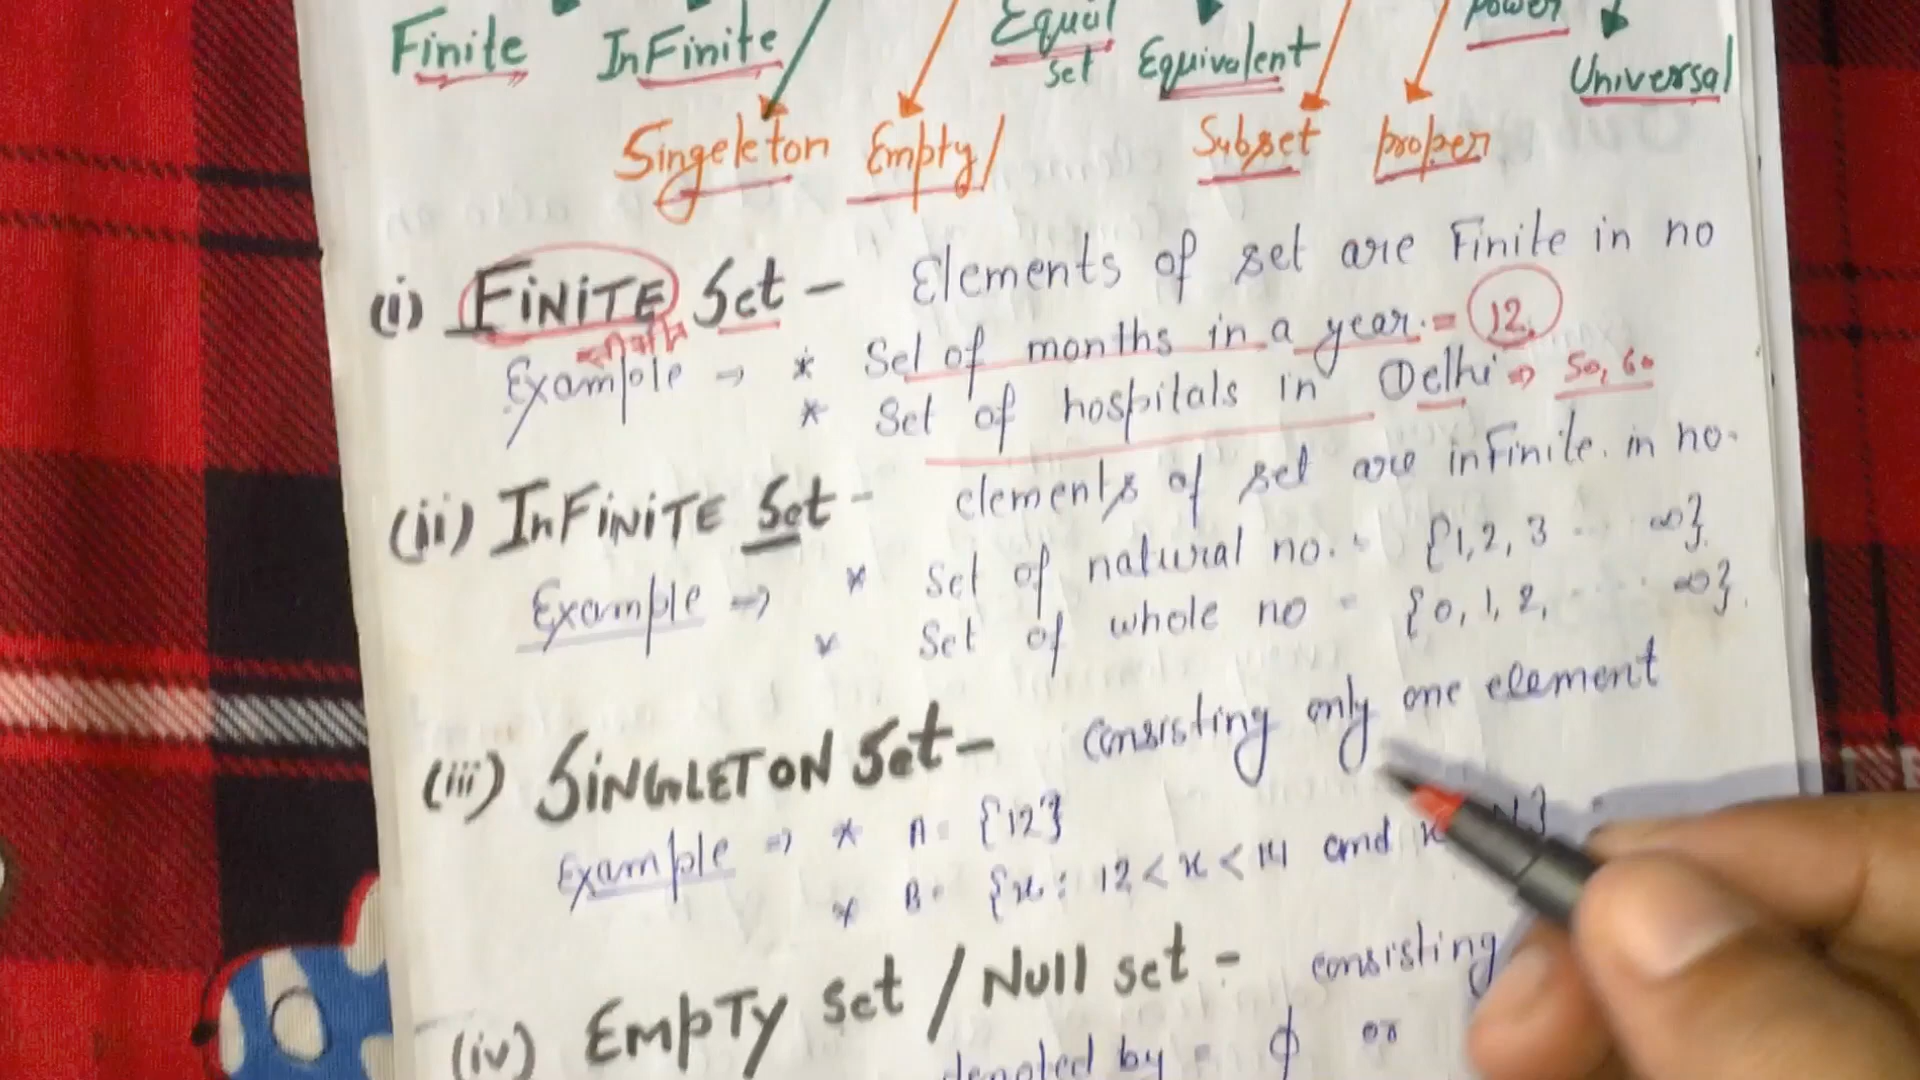 Finite InFinite Equal set Equivalent power Universal
Singeleton Empty/ Subset proper
(i) FINITE Set - Elements of set are Finite in no
Example → * Set of months in a year. = 12.
* Set of hospitals in Delhi ⇒ 50, 60
(ii) InFINITE Set - elements of set are infinite. in no.
Example → * Set of natural no. = {1, 2, 3 ... ∞}.
* Set of whole no = {0, 1, 2, ... ∞}.
(iii) SINGLETON Set - consisting only one element
Example ⇒ * A = {12}
* B = {x : 12 < x < 14 and x N} =
(iv) EMPTY set / Null set - consisting
denoted by = ϕ or